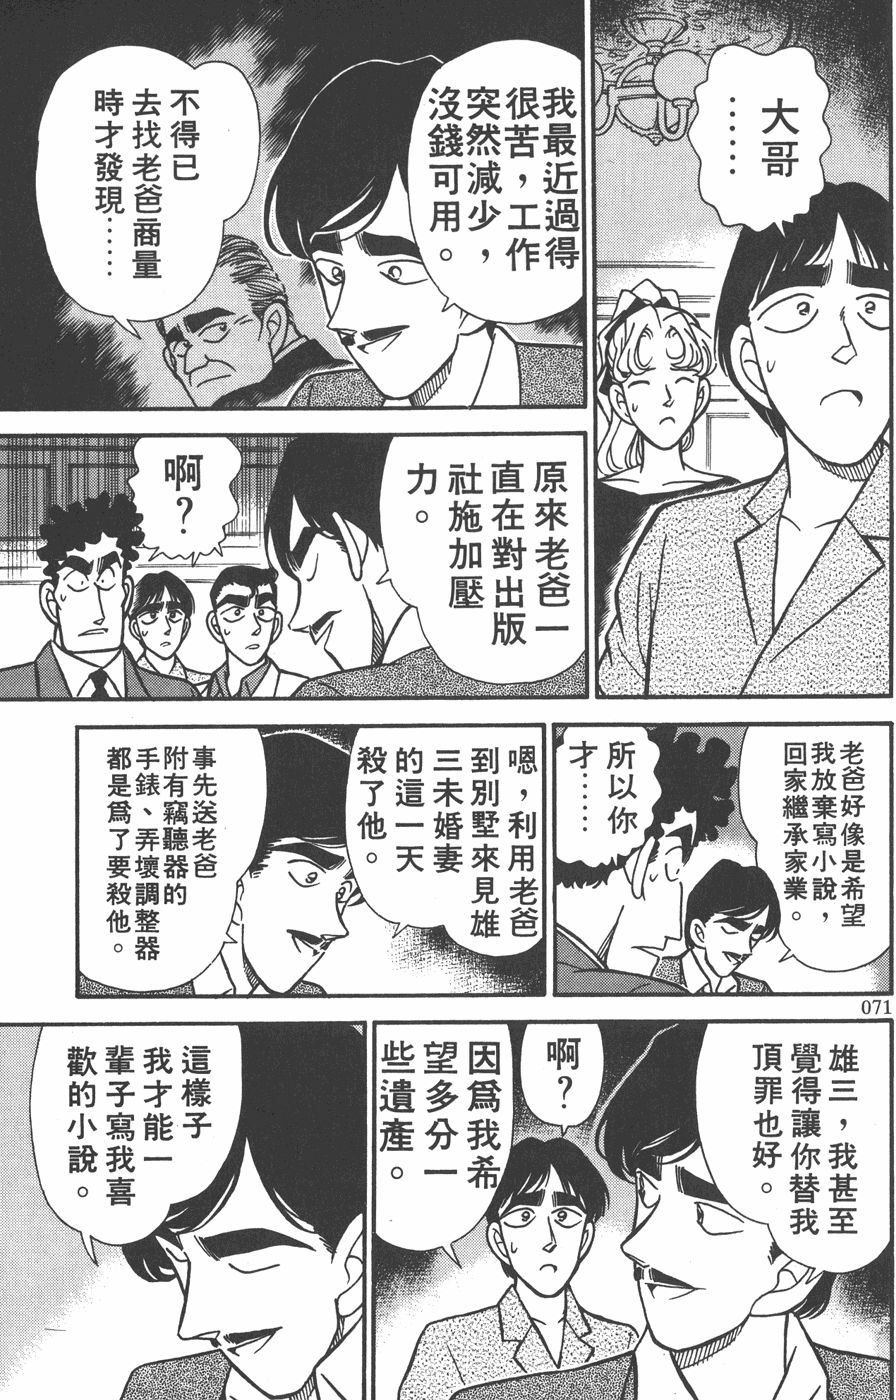 大哥
……
我最近過得
很苦，工作
突然減少，
沒錢可用。
不得已
去找老爸商量
時才發現……
原來老爸一
直在對出版
社施加壓
力。
啊？
老爸好像是希望
我放棄寫小說，
回家繼承家業。
所以你
才……
嗯，利用老爸
到別墅來見雄
三未婚妻
的這一天
殺了他。
事先送老爸
附有竊聽器的
手錶、弄壞調整器
都是爲了要殺他。
071
雄三，我甚至
覺得讓你替我
頂罪也好。
啊？
因爲我希
望多分一
些遺產。
這樣子
我才能一
輩子寫我喜
歡的小說。